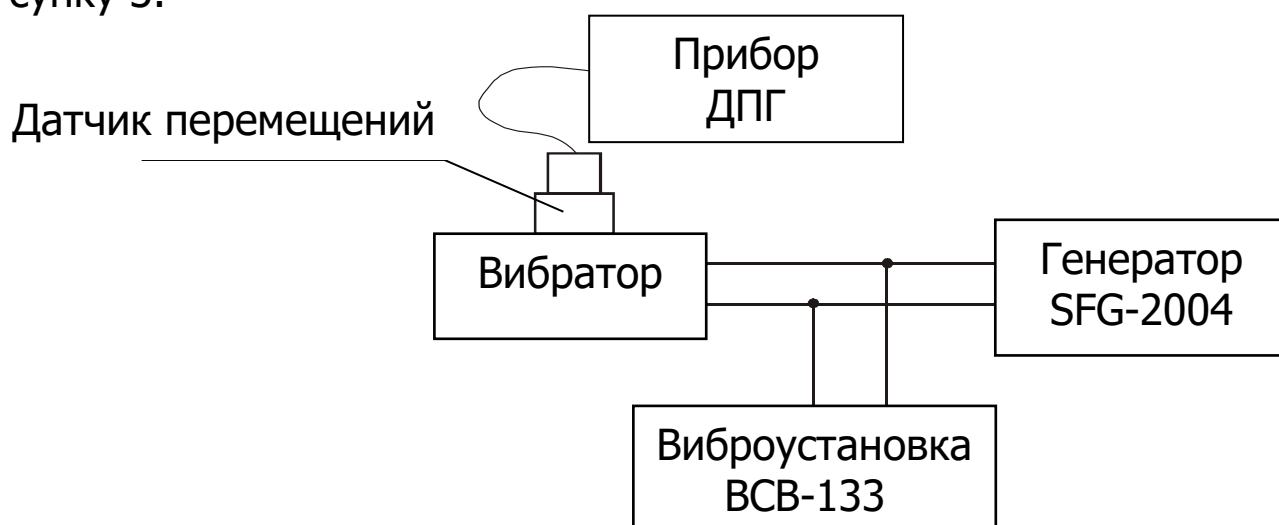 сунку 3.
Прибор
ДПГ
Датчик перемещений
Вибратор
Генератор
SFG-2004
Виброустановка
ВСВ-133